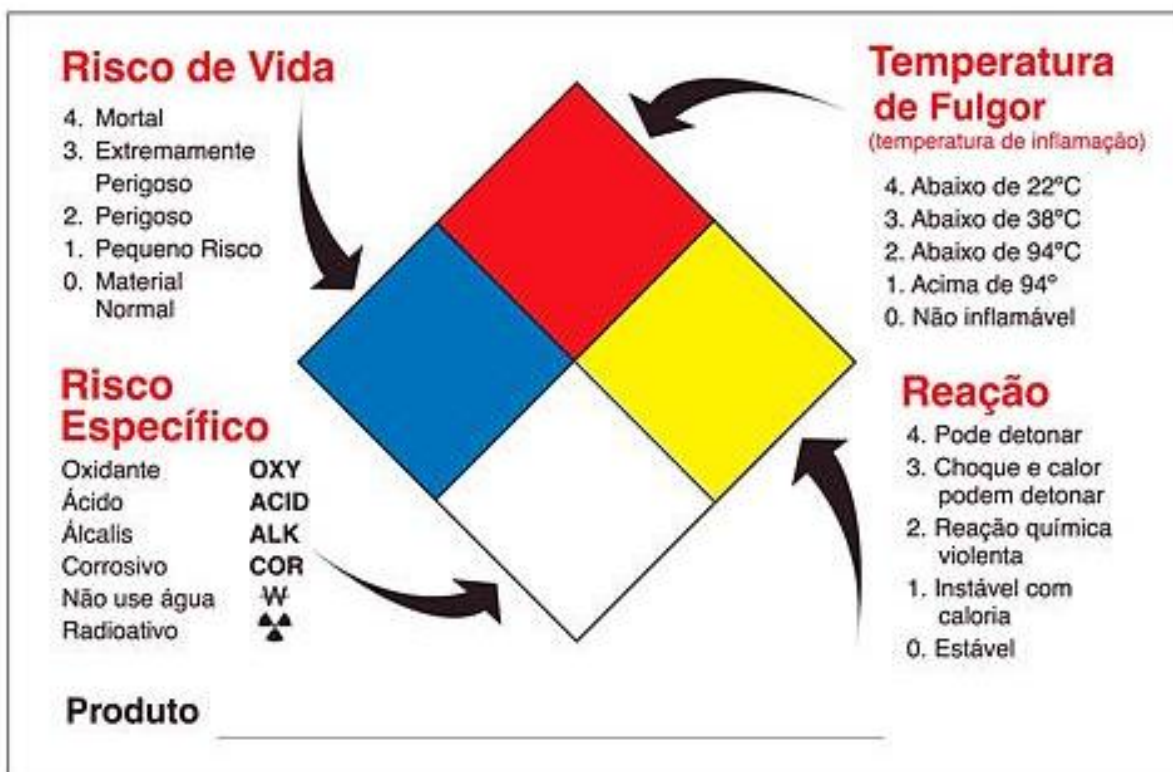 Risco de Vida
4. Mortal
3. Extremamente
Perigoso
2. Perigoso
1. Pequeno Risco
0. Material
Normal
Risco
Específico
Oxidante OXY
Ácido ACID
Álcalis ALK
Corrosivo COR
Não use água W
Radioativo
Temperatura
de Fulgor
(temperatura de inflamação)
4. Abaixo de 22ºC
3. Abaixo de 38ºC
2. Abaixo de 94ºC
1. Acima de 94º
0. Não inflamável
Reação
4. Pode detonar
3. Choque e calor
podem detonar
2. Reação química
violenta
1. Instável com
caloria
0. Estável
Produto